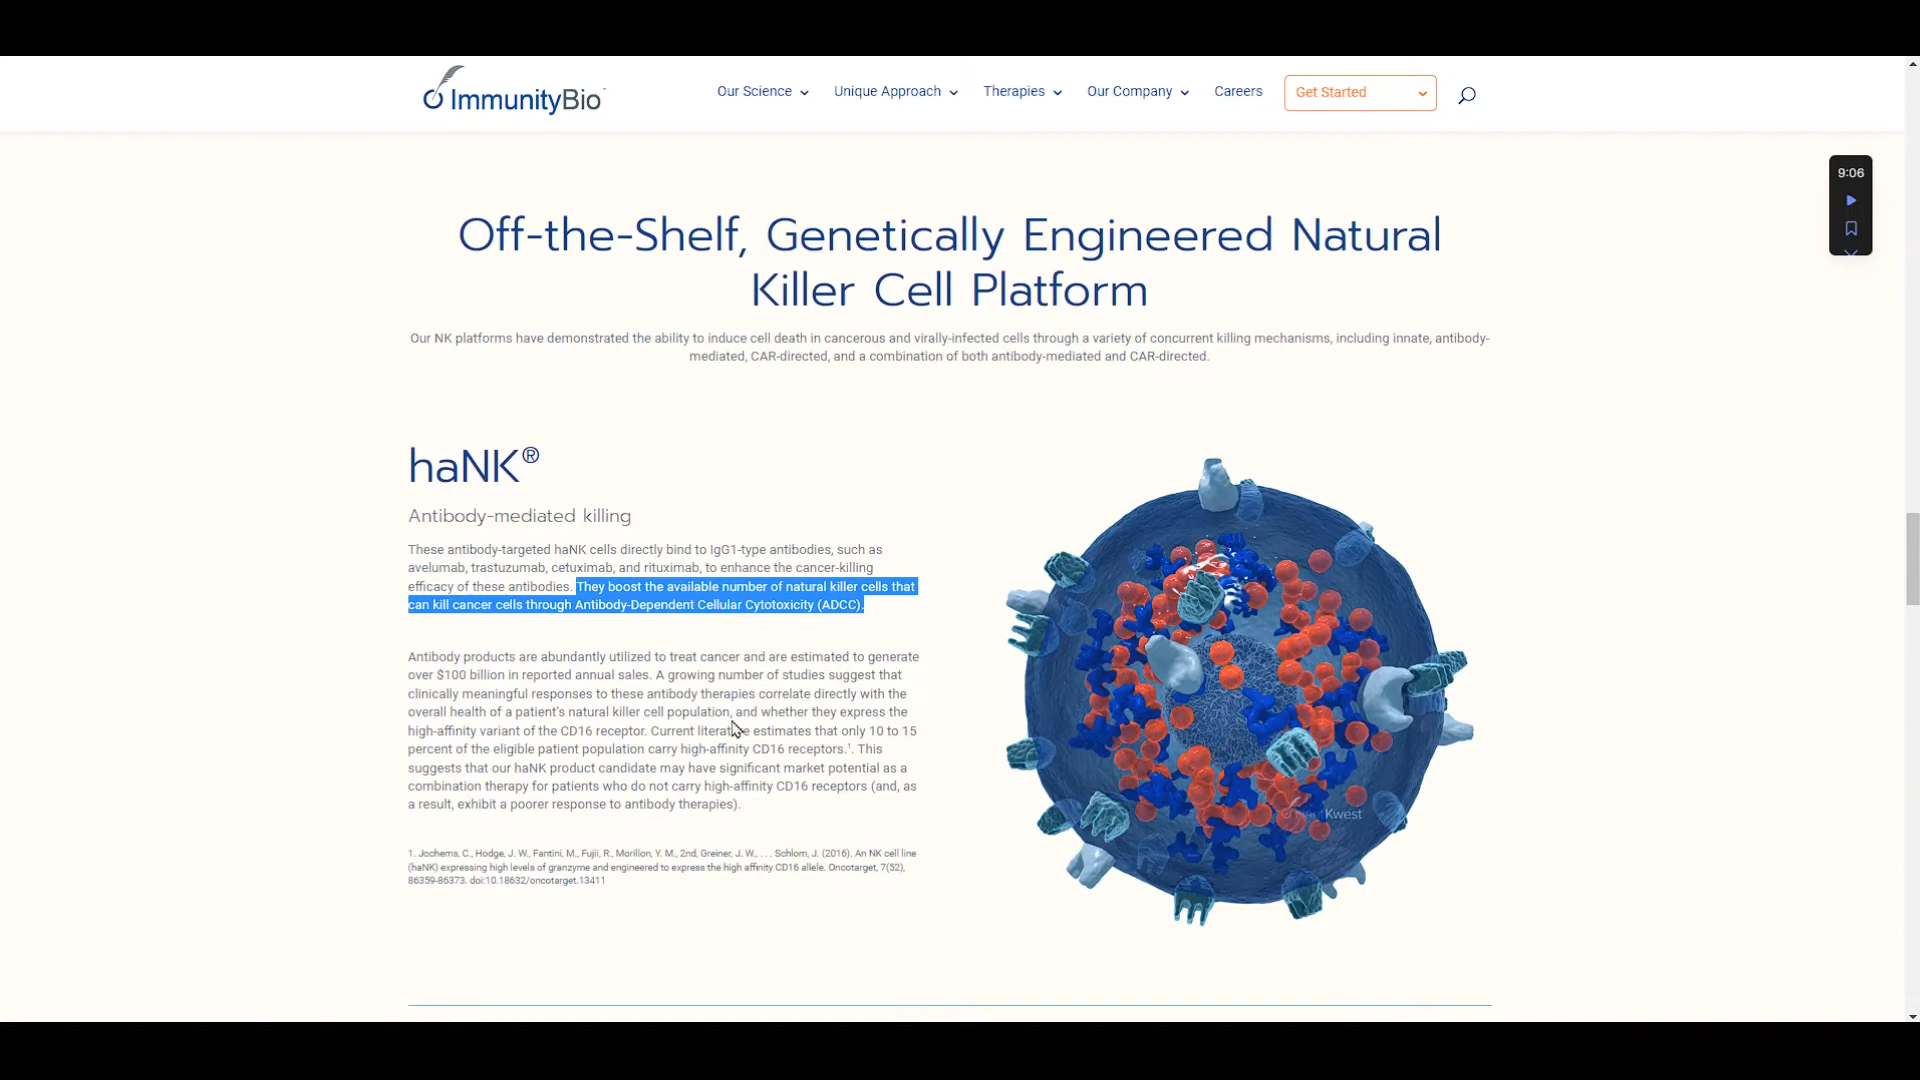 ImmunityBio
Our Science
Unique Approach
Therapies
Our Company
Careers
Get Started
9:06
Off-the-Shelf, Genetically Engineered Natural
Killer Cell Platform
Our NK platforms have demonstrated the ability to induce cell death in cancerous and virally-infected cells through a variety of concurrent killing mechanisms, including innate, antibody-
mediated, CAR-directed, and a combination of both antibody-mediated and CAR-directed.
haNK®
Antibody-mediated killing
These antibody-targeted haNK cells directly bind to IgG1-type antibodies, such as
avelumab, trastuzumab, cetuximab, and rituximab, to enhance the cancer-killing
efficacy of these antibodies. They boost the available number of natural killer cells that
can kill cancer cells through Antibody-Dependent Cellular Cytotoxicity (ADCC).
Antibody products are abundantly utilized to treat cancer and are estimated to generate
over $100 billion in reported annual sales. A growing number of studies suggest that
clinically meaningful responses to these antibody therapies correlate directly with the
overall health of a patient's natural killer cell population, and whether they express the
high-affinity variant of the CD16 receptor. Current literature estimates that only 10 to 15
percent of the eligible patient population carry high-affinity CD16 receptors.¹. This
suggests that our haNK product candidate may have significant market potential as a
combination therapy for patients who do not carry high-affinity CD16 receptors (and, as
a result, exhibit a poorer response to antibody therapies).
1. Jochems, C., Hodge, J. W., Fantini, M., Fujii, R., Morillon, Y. M., 2nd, Greiner, J. W., . . . Schlom, J. (2016). An NK cell line
(haNK) expressing high levels of granzyme and engineered to express the high affinity CD16 allele. Oncotarget, 7(52),
86359-86373. doi:10.18632/oncotarget.13411